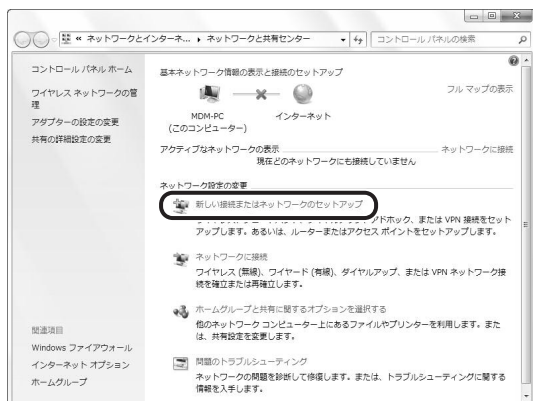 « ネットワークとインターネ... ▸ ネットワークと共有センター
コントロール パネルの検索
コントロール パネル ホーム
ワイヤレス ネットワークの管
理
アダプターの設定の変更
共有の詳細設定の変更
基本ネットワーク情報の表示と接続のセットアップ
フル マップの表示
MDM-PC
(このコンピューター)
インターネット
アクティブなネットワークの表示
ネットワークに接続
現在どのネットワークにも接続していません
ネットワーク設定の変更
新しい接続またはネットワークのセットアップ
アドホック、または VPN 接続をセット
アップします。あるいは、ルーターまたはアクセス ポイントをセットアップします。
ネットワークに接続
ワイヤレス (無線)、ワイヤード (有線)、ダイヤルアップ、または VPN ネットワーク接
続を確立または再確立します。
ホームグループと共有に関するオプションを選択する
他のネットワーク コンピューター上にあるファイルやプリンターを利用します。また
は、共有設定を変更します。
問題のトラブルシューティング
ネットワークの問題を診断して修復します。または、トラブルシューティングに関する
情報を入手します。
関連項目
Windows ファイアウォール
インターネット オプション
ホームグループ